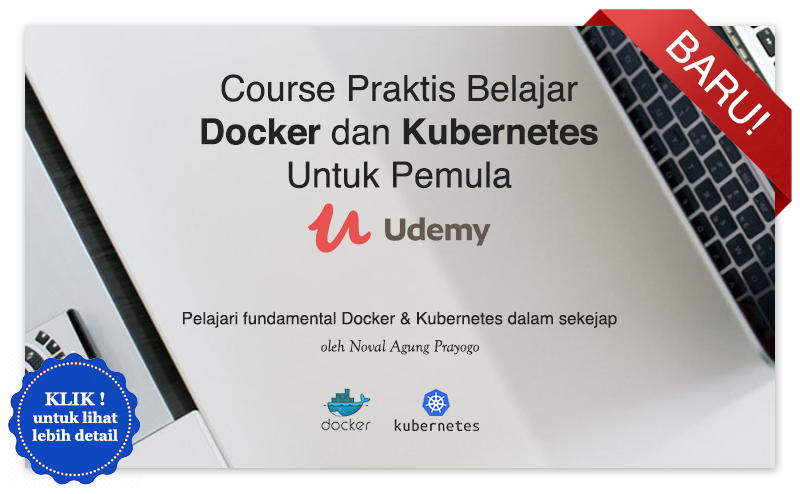 BARU!
Course Praktis Belajar
Docker dan Kubernetes
Untuk Pemula
Udemy
Pelajari fundamental Docker & Kubernetes dalam sekejap
oleh Noval Agung Prayogo
KLIK !
untuk lihat
lebih detail
docker
kubernetes